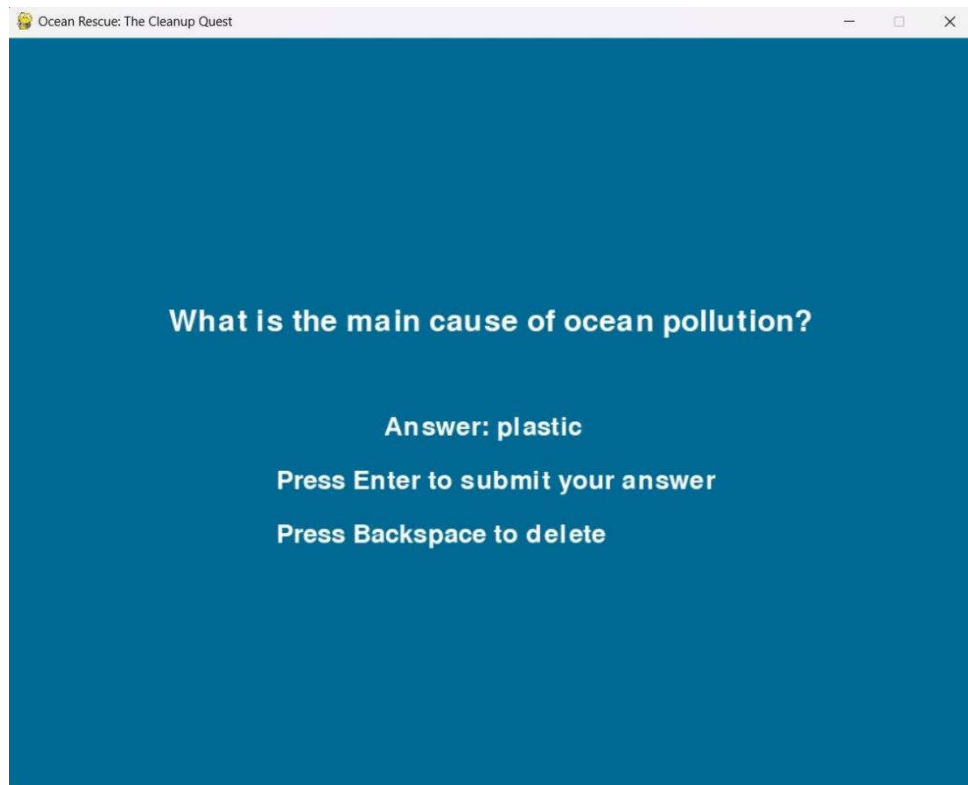 Ocean Rescue: The Cleanup Quest
What is the main cause of ocean pollution?
Answer: plastic
Press Enter to submit your answer
Press Backspace to delete